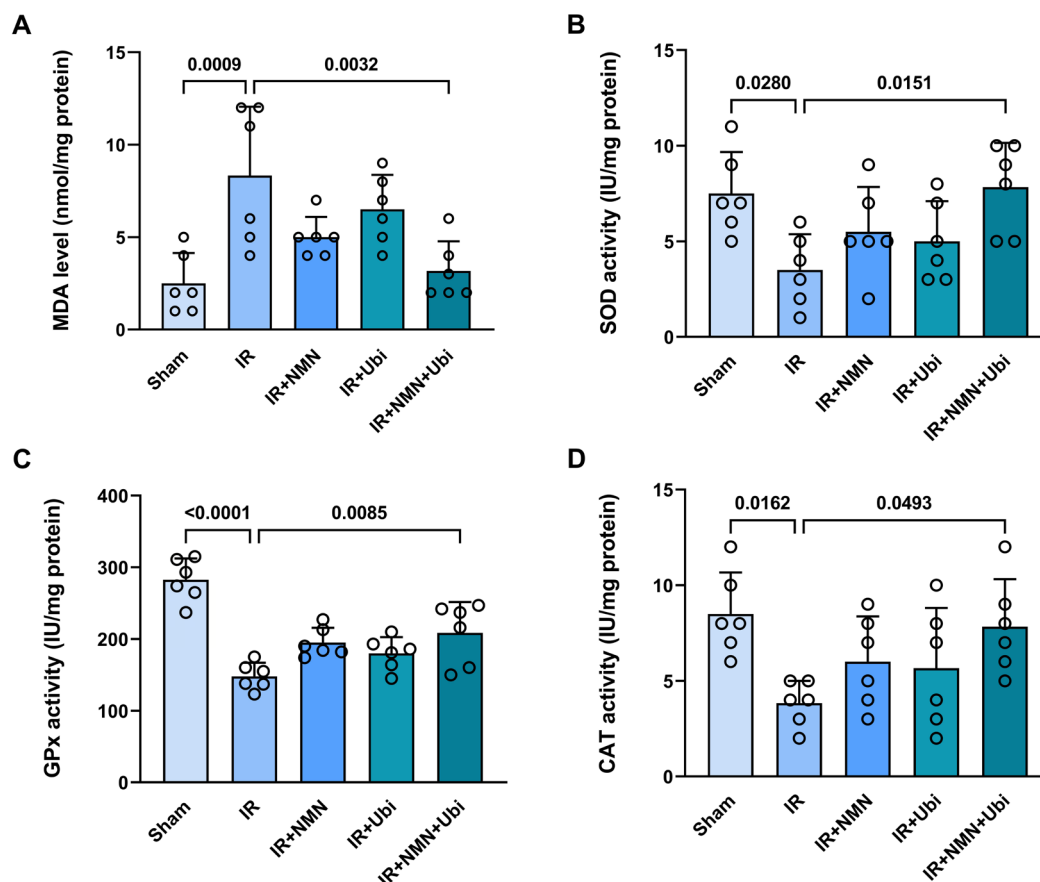 A
MDA level (nmol/mg protein)
15
10
5
0
0.0009
0.0032
Sham
IR
IR+NMN
IR+Ubi
IR+NMN+Ubi
B
SOD activity (IU/mg protein)
15
10
5
0
0.0280
0.0151
Sham
IR
IR+NMN
IR+Ubi
IR+NMN+Ubi
C
GPx activity (IU/mg protein)
400
300
200
100
0
<0.0001
0.0085
Sham
IR
IR+NMN
IR+Ubi
IR+NMN+Ubi
D
CAT activity (IU/mg protein)
15
10
5
0
0.0162
0.0493
Sham
IR
IR+NMN
IR+Ubi
IR+NMN+Ubi